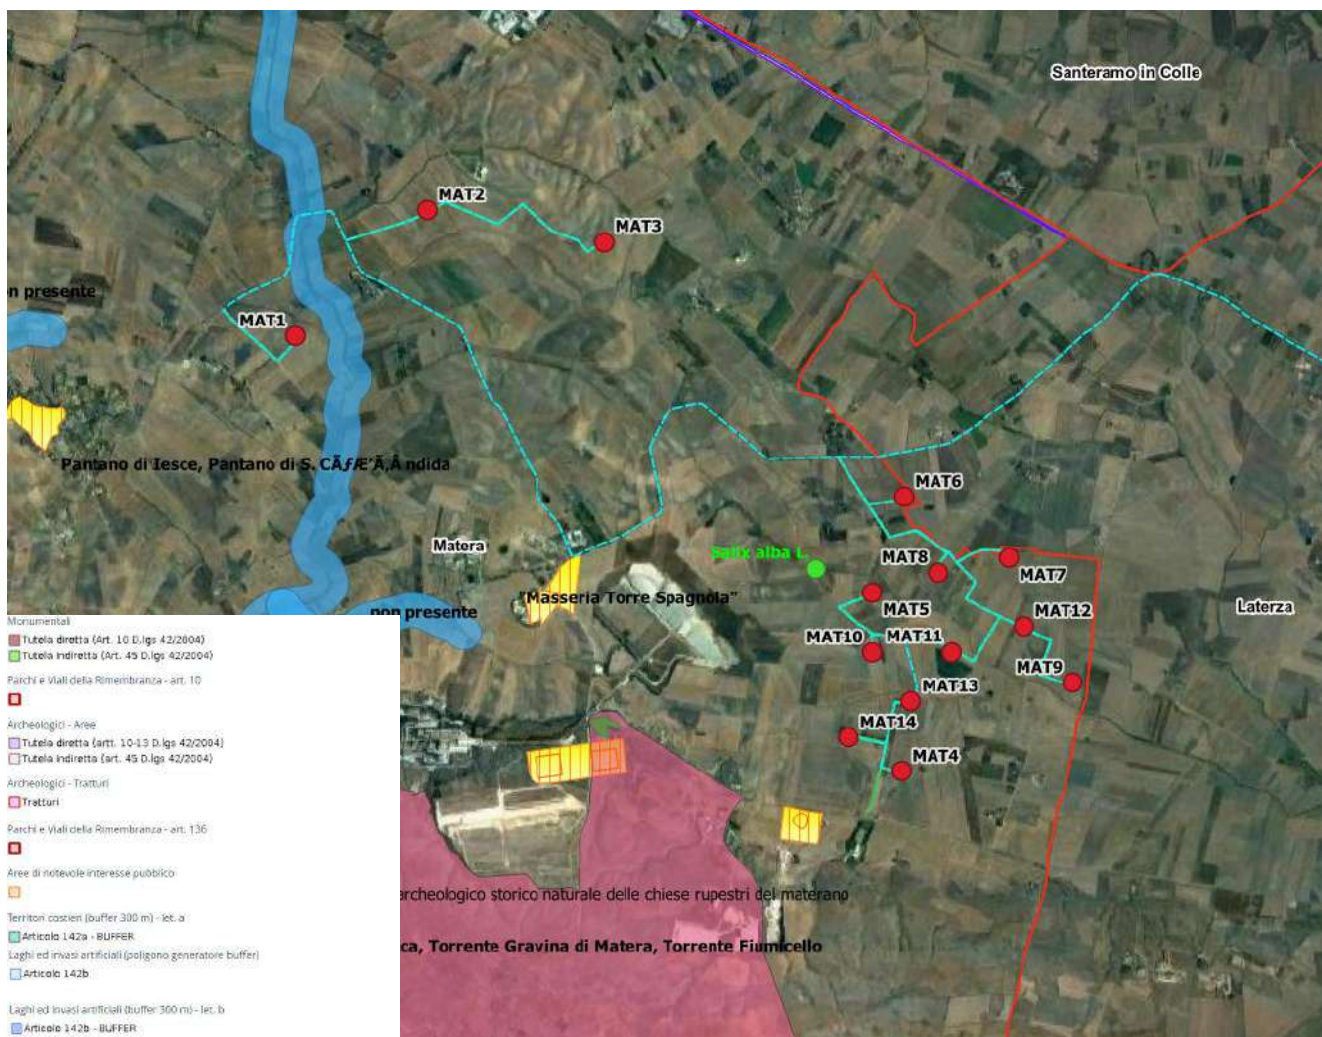 Santeramo in Colle
MAT2
MAT3
n presente
MAT1
Pantano di Iesce, Pantano di S. CÃƒÆ’Ã‚Â ndida
MAT6
Matera
Salix alba L.
MAT8
MAT7
"Masseria Torre Spagnola"
non presente
MAT5
MAT12
Laterza
MAT10
MAT11
MAT9
MAT13
MAT14
MAT4
archeologico storico naturale delle chiese rupestri del materano
ca, Torrente Gravina di Matera, Torrente Fiumicello
Monumentali
Tutela diretta (Art. 10 D.lgs 42/2004)
Tutela indiretta (Art. 45 D.lgs 42/2004)
Parchi e Viali della Rimembranza - art. 10
Archeologici - Aree
Tutela diretta (artt. 10-13 D.lgs 42/2004)
Tutela indiretta (art. 45 D.lgs 42/2004)
Archeologici - Tratturi
Tratturi
Parchi e Viali della Rimembranza - art. 136
Aree di notevole interesse pubblico
Territori costieri (buffer 300 m) - let. a
Articolo 142a - BUFFER
Laghi ed invasi artificiali (poligono generatore buffer)
Articolo 142b
Laghi ed invasi artificiali (buffer 300 m) - let. b
Articolo 142b - BUFFER